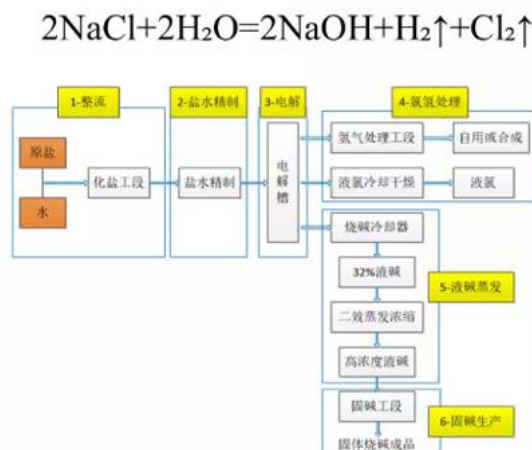 2NaCl+2H₂O=2NaOH+H₂↑+Cl₂↑
1-整流
2-盐水精制
3-电解
4-氯氢处理
原盐
水
化盐工段
盐水精制
电解槽
氢气处理工段
自用或合成
液氯冷却干燥
液氯
烧碱冷却器
32%液碱
二效蒸发浓缩
高浓度液碱
5-液碱蒸发
固碱工段
固体烧碱成品
6-固碱生产